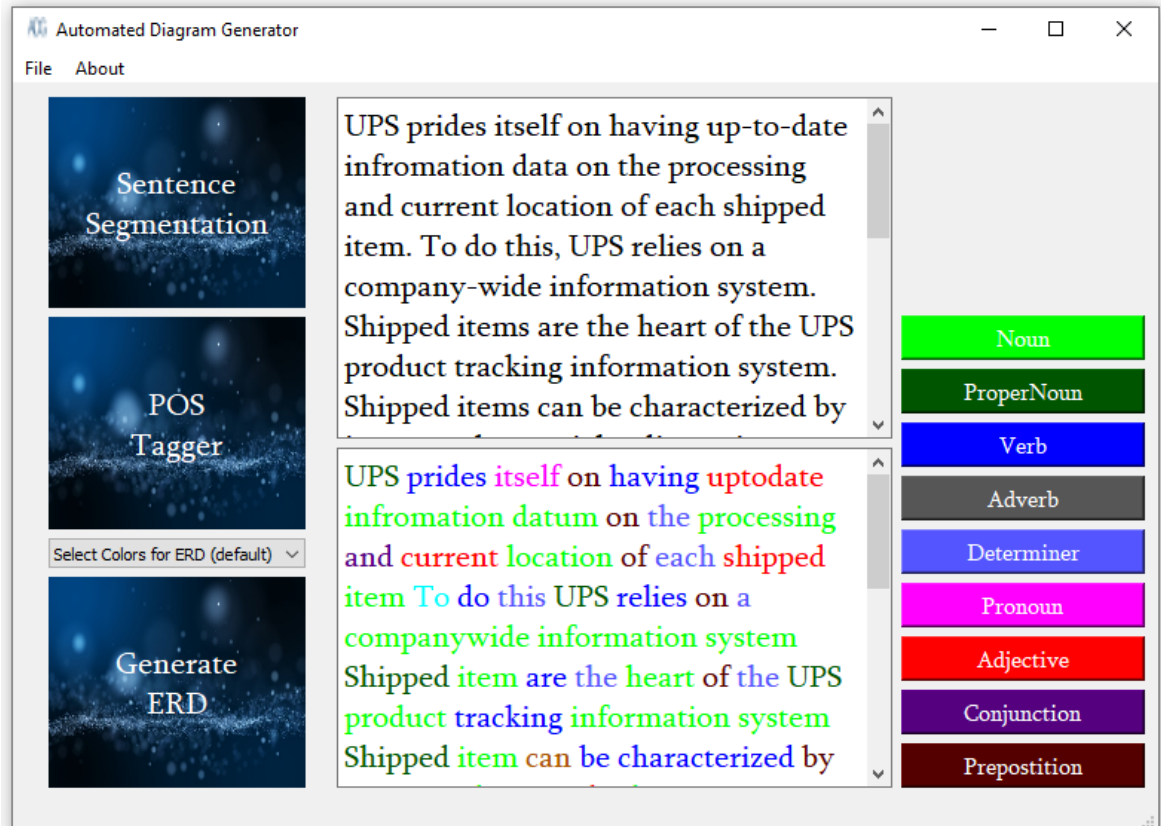 Automated Diagram Generator
File About
Sentence
Segmentation
POS
Tagger
Select Colors for ERD (default)
Generate
ERD
UPS prides itself on having up-to-date
infromation data on the processing
and current location of each shipped
item. To do this, UPS relies on a
company-wide information system.
Shipped items are the heart of the UPS
product tracking information system.
Shipped items can be characterized by
UPS prides itself on having uptodate
infromation datum on the processing
and current location of each shipped
item To do this UPS relies on a
companywide information system
Shipped item are the heart of the UPS
product tracking information system
Shipped item can be characterized by
Noun
ProperNoun
Verb
Adverb
Determiner
Pronoun
Adjective
Conjunction
Prepostition